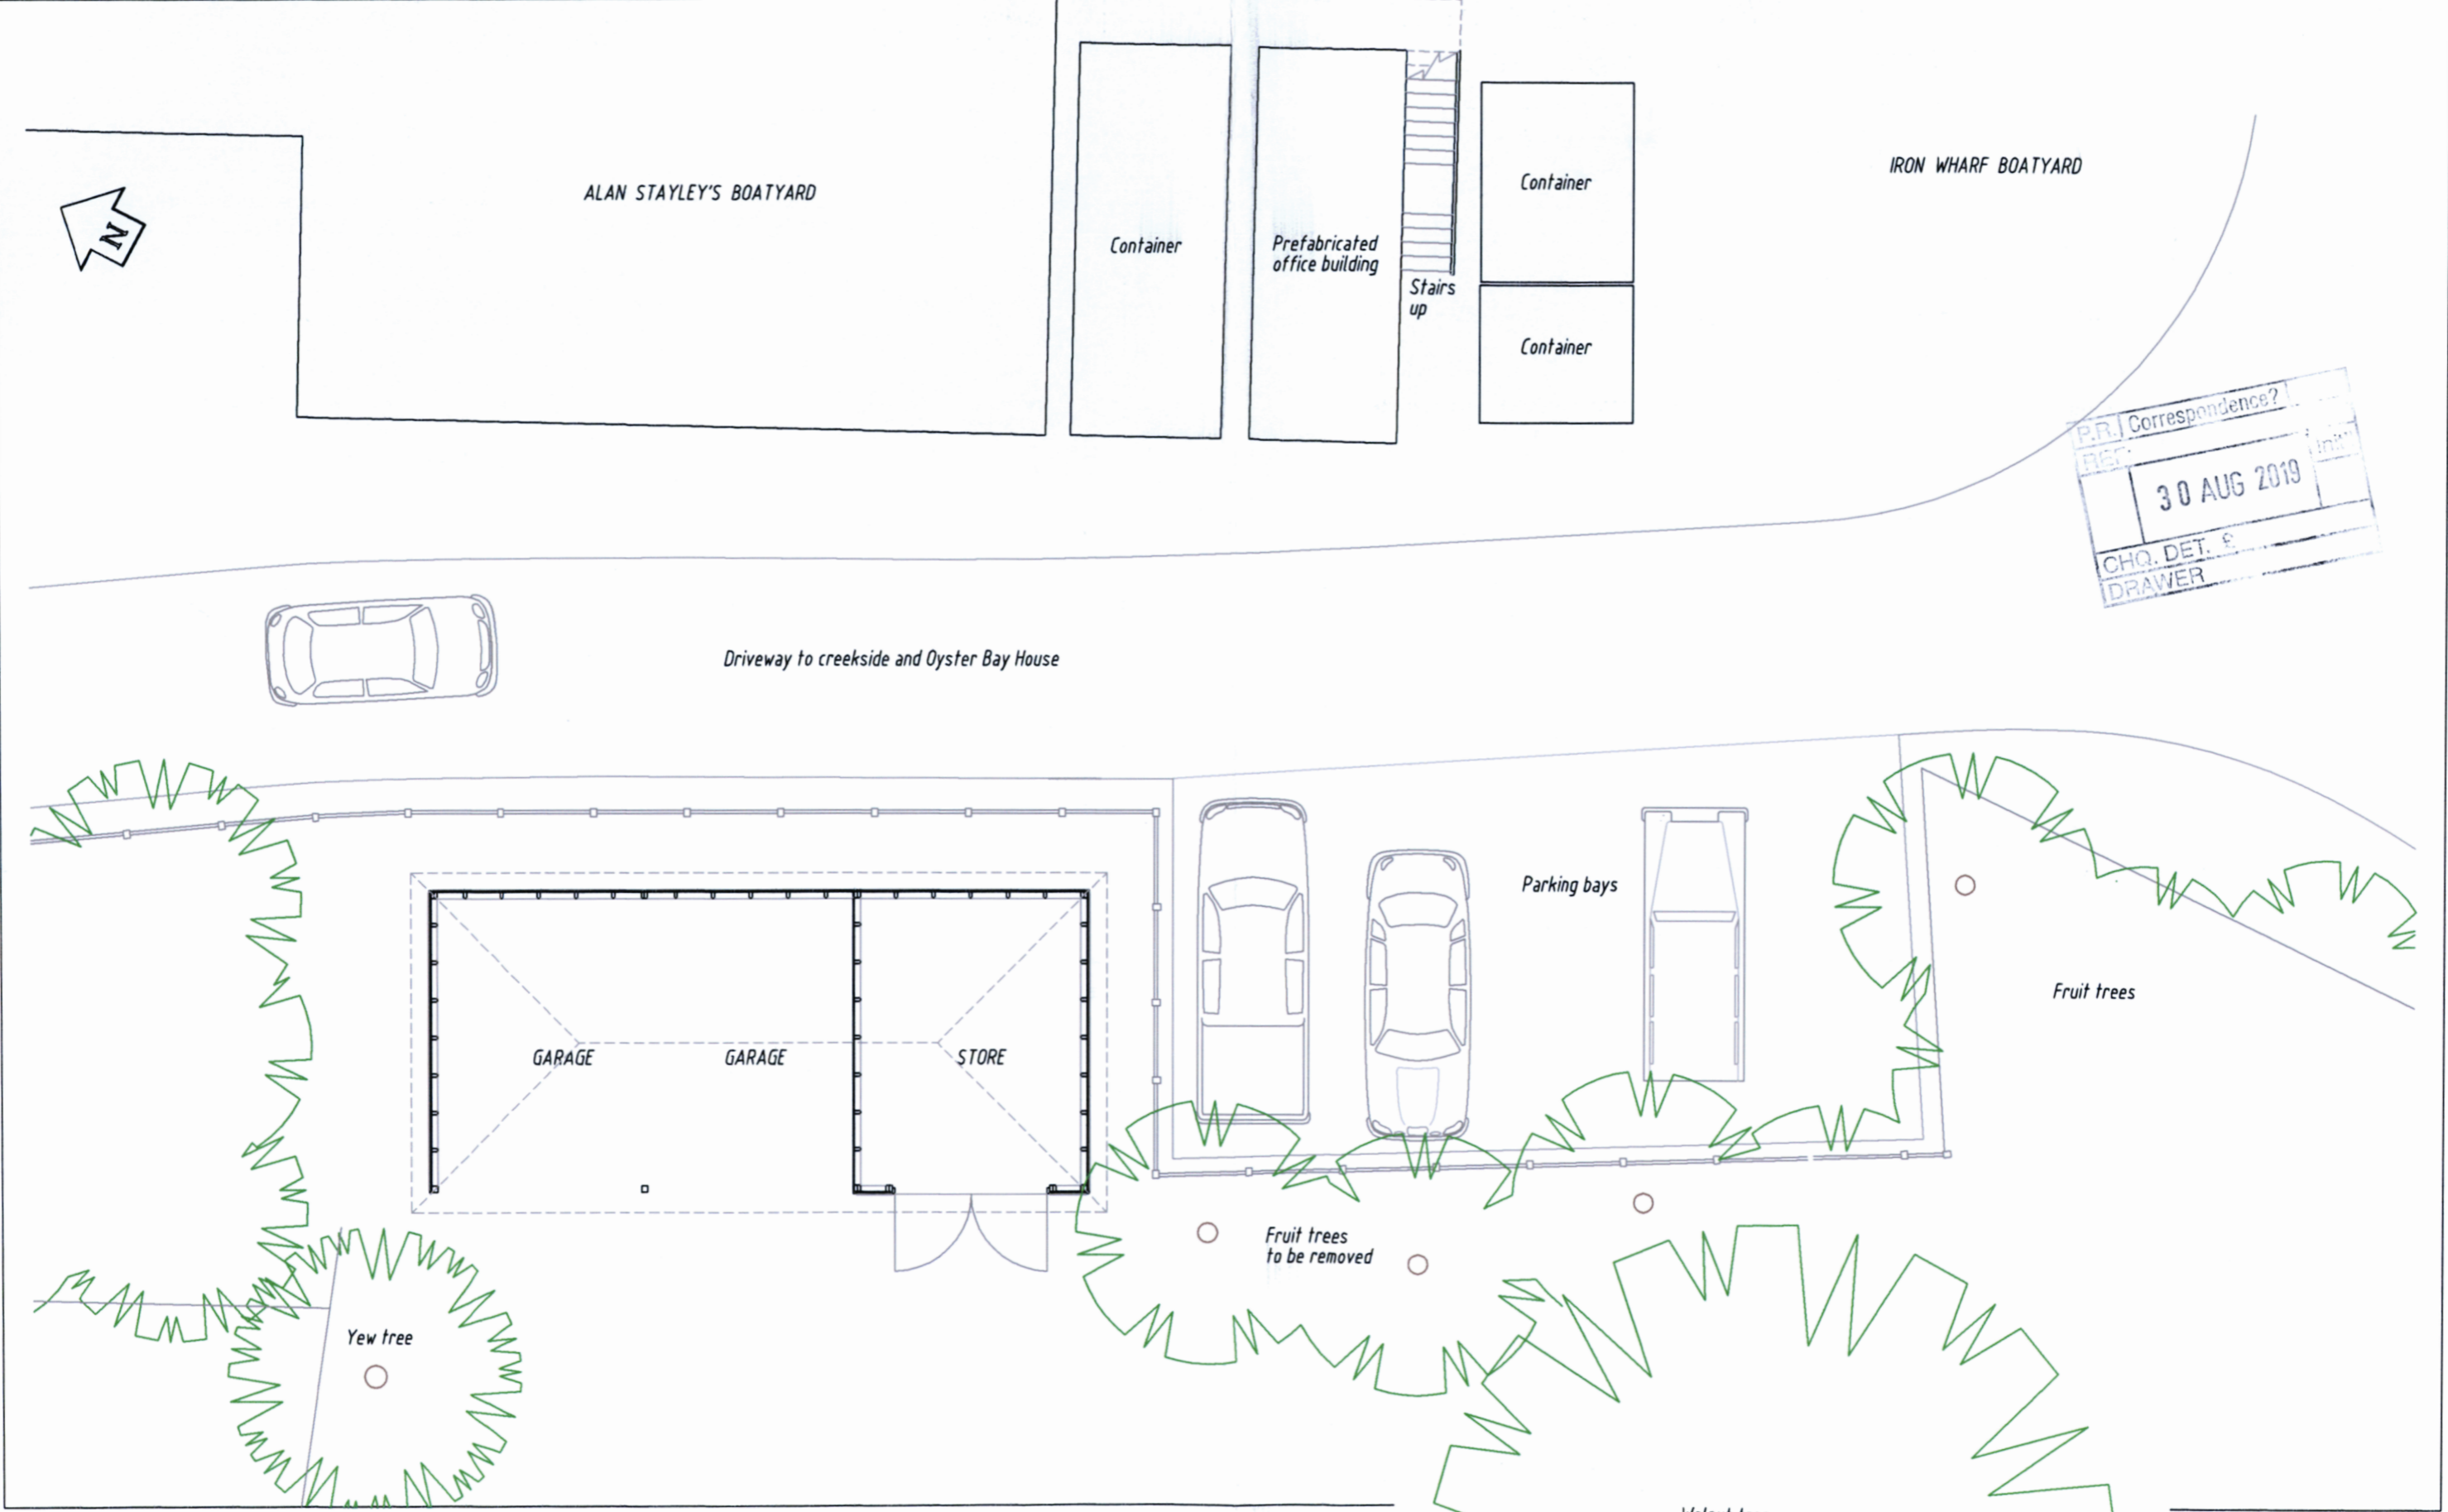 ALAN STAYLEY'S BOATYARD
IRON WHARF BOATYARD
N
Container
Prefabricated
office building
Stairs
up
Container
Container
P.R. Correspondence?
REF
Init
30 AUG 2019
CHQ. DET. £
DRAWER
Driveway to creekside and Oyster Bay House
Parking bays
Fruit trees
GARAGE
GARAGE
STORE
Fruit trees
to be removed
Yew tree